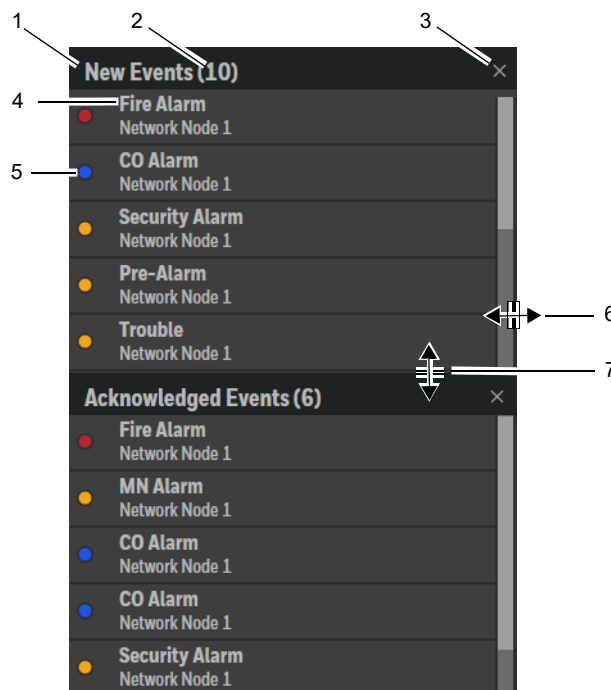 1
2
3
New Events (10)
4
Fire Alarm
Network Node 1
5
CO Alarm
Network Node 1
Security Alarm
Network Node 1
Pre-Alarm
Network Node 1
6
Trouble
Network Node 1
7
Acknowledged Events (6)
Fire Alarm
Network Node 1
MN Alarm
Network Node 1
CO Alarm
Network Node 1
CO Alarm
Network Node 1
Security Alarm
Network Node 1